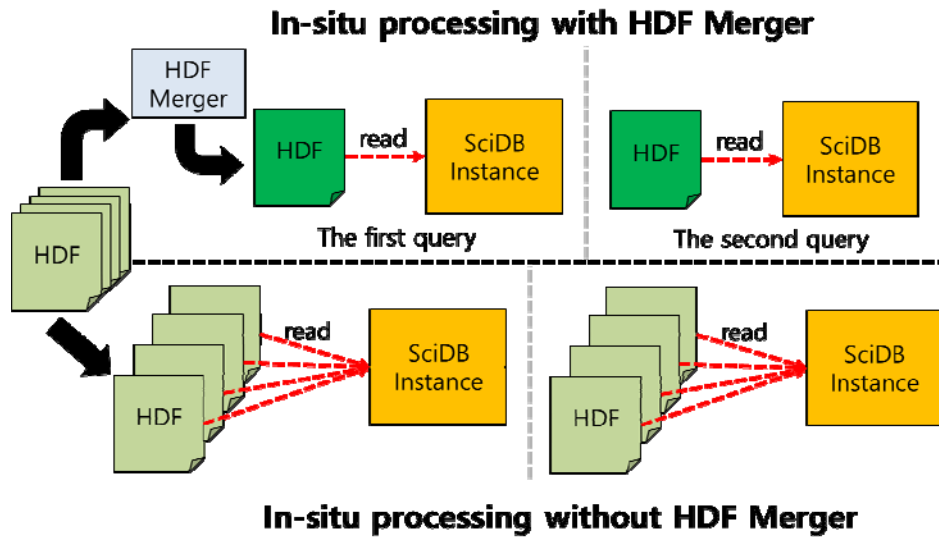 In-situ processing with HDF Merger
HDF
Merger
HDF
read
SciDB
Instance
HDF
read
SciDB
Instance
HDF
The first query
The second query
read
SciDB
Instance
HDF
read
SciDB
Instance
HDF
In-situ processing without HDF Merger